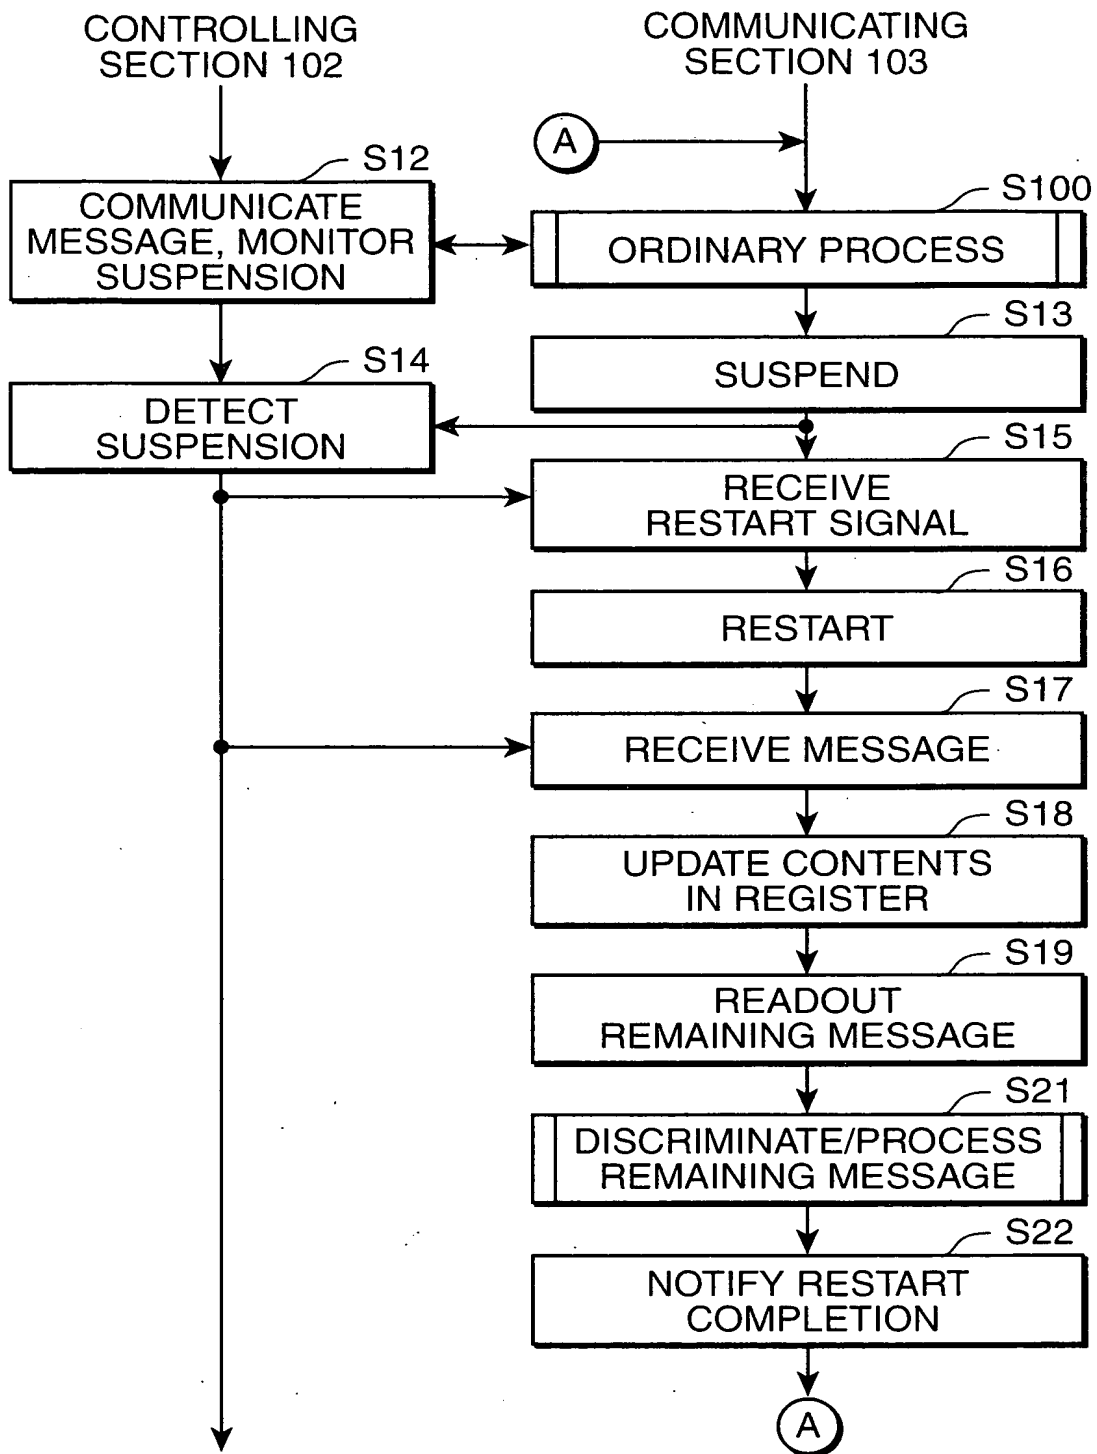 CONTROLLING
SECTION 102
COMMUNICATING
SECTION 103
A
S12
COMMUNICATE
MESSAGE, MONITOR
SUSPENSION
S100
ORDINARY PROCESS
S13
SUSPEND
S14
DETECT
SUSPENSION
S15
RECEIVE
RESTART SIGNAL
S16
RESTART
S17
RECEIVE MESSAGE
S18
UPDATE CONTENTS
IN REGISTER
S19
READOUT
REMAINING MESSAGE
S21
DISCRIMINATE/PROCESS
REMAINING MESSAGE
S22
NOTIFY RESTART
COMPLETION
A